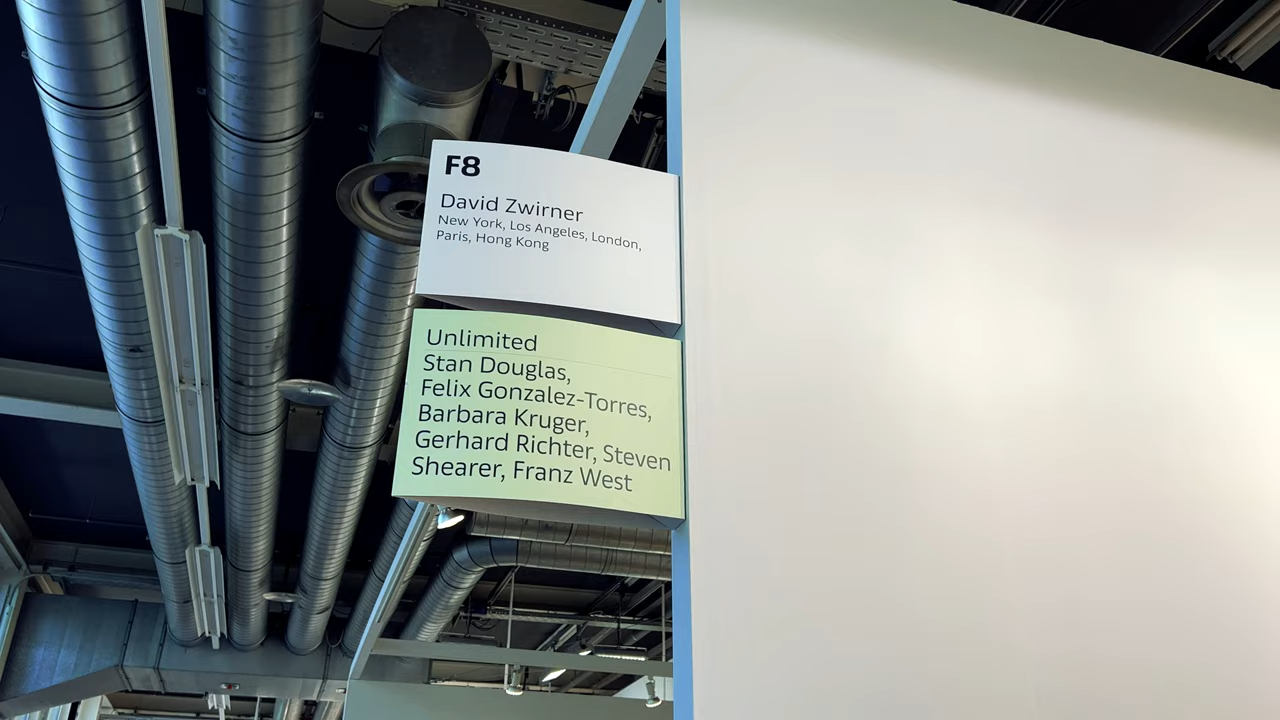 F8
David Zwirner
New York, Los Angeles, London,
Paris, Hong Kong
Unlimited
Stan Douglas,
Felix Gonzalez-Torres,
Barbara Kruger,
Gerhard Richter, Steven
Shearer, Franz West